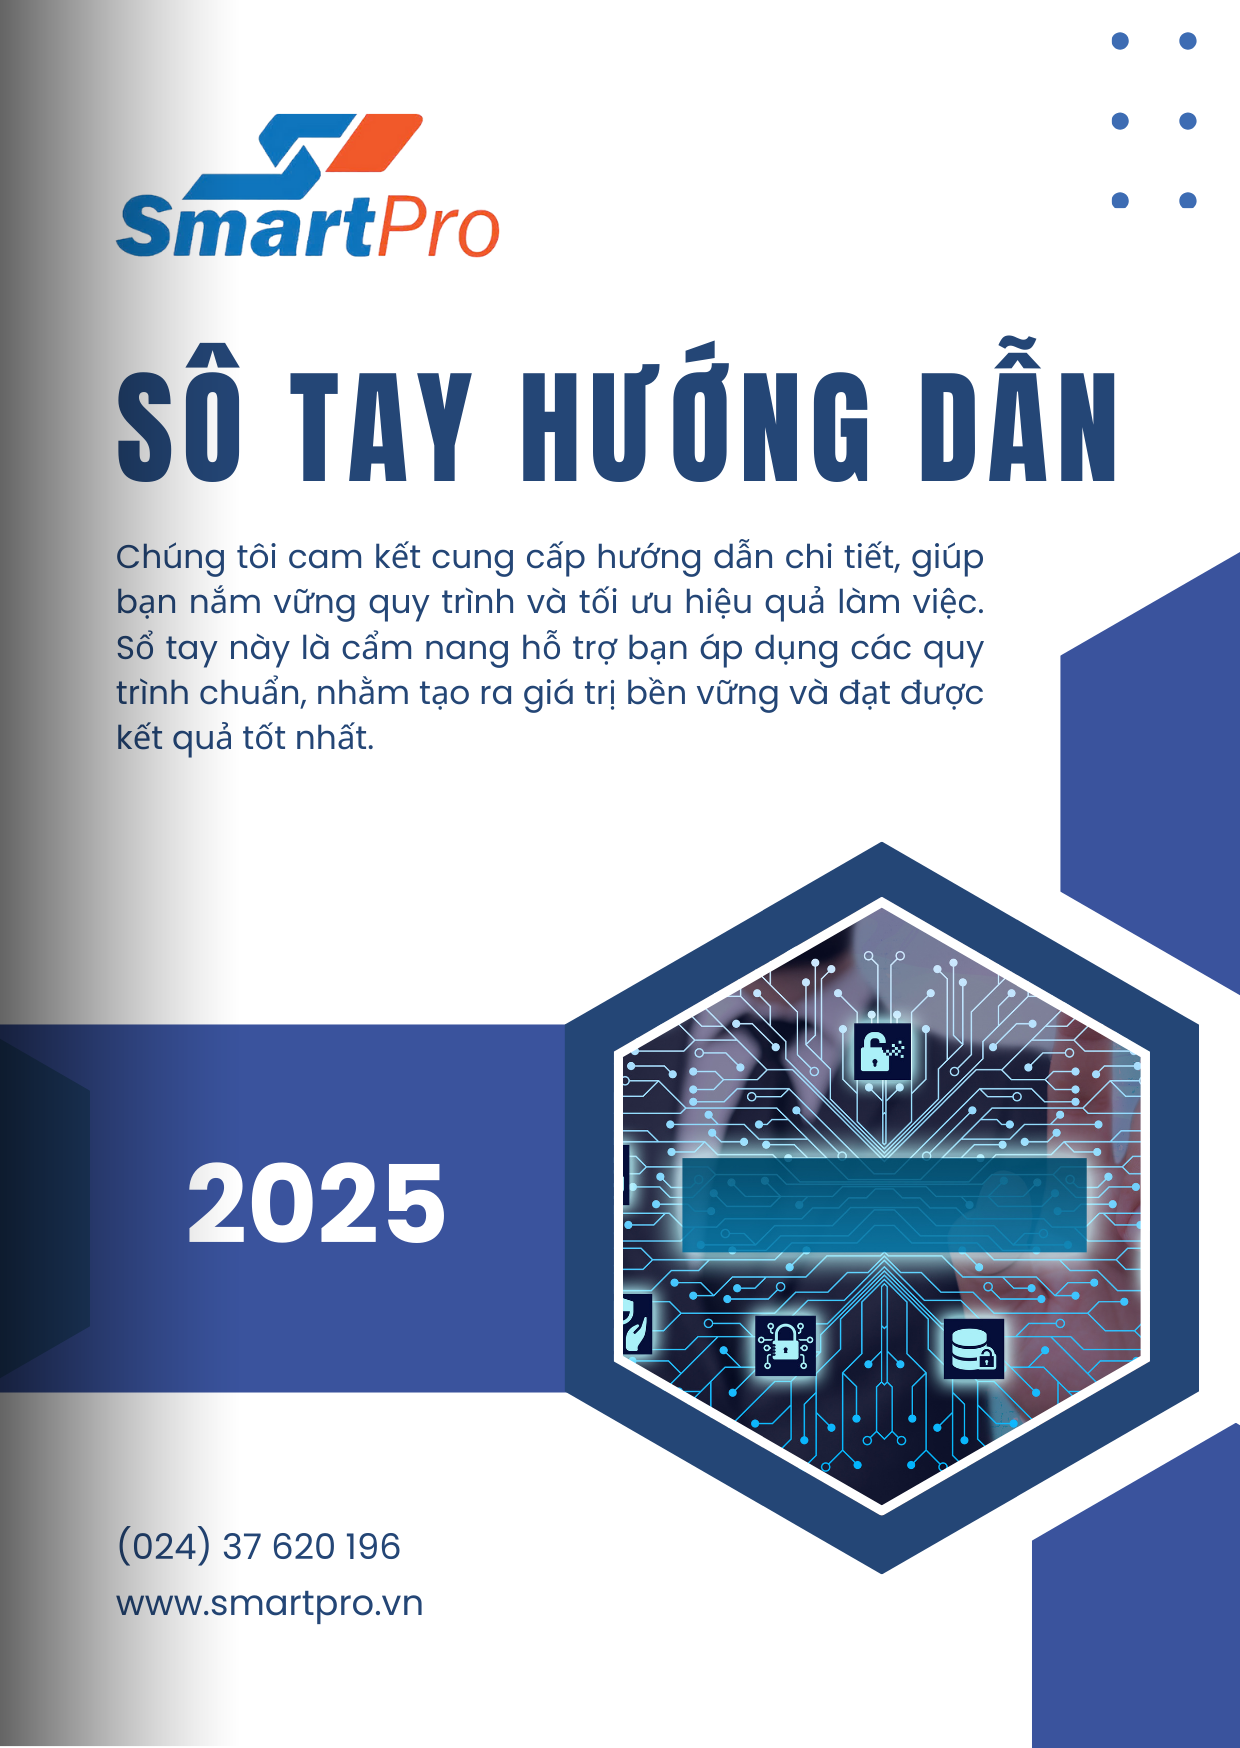 SmartPro
SÔ TAY HƯỚNG DẪN
Chúng tôi cam kết cung cấp hướng dẫn chi tiết, giúp
bạn nắm vững quy trình và tối ưu hiệu quả làm việc.
Sổ tay này là cẩm nang hỗ trợ bạn áp dụng các quy
trình chuẩn, nhằm tạo ra giá trị bền vững và đạt được
kết quả tốt nhất.
2025
(024) 37 620 196
www.smartpro.vn